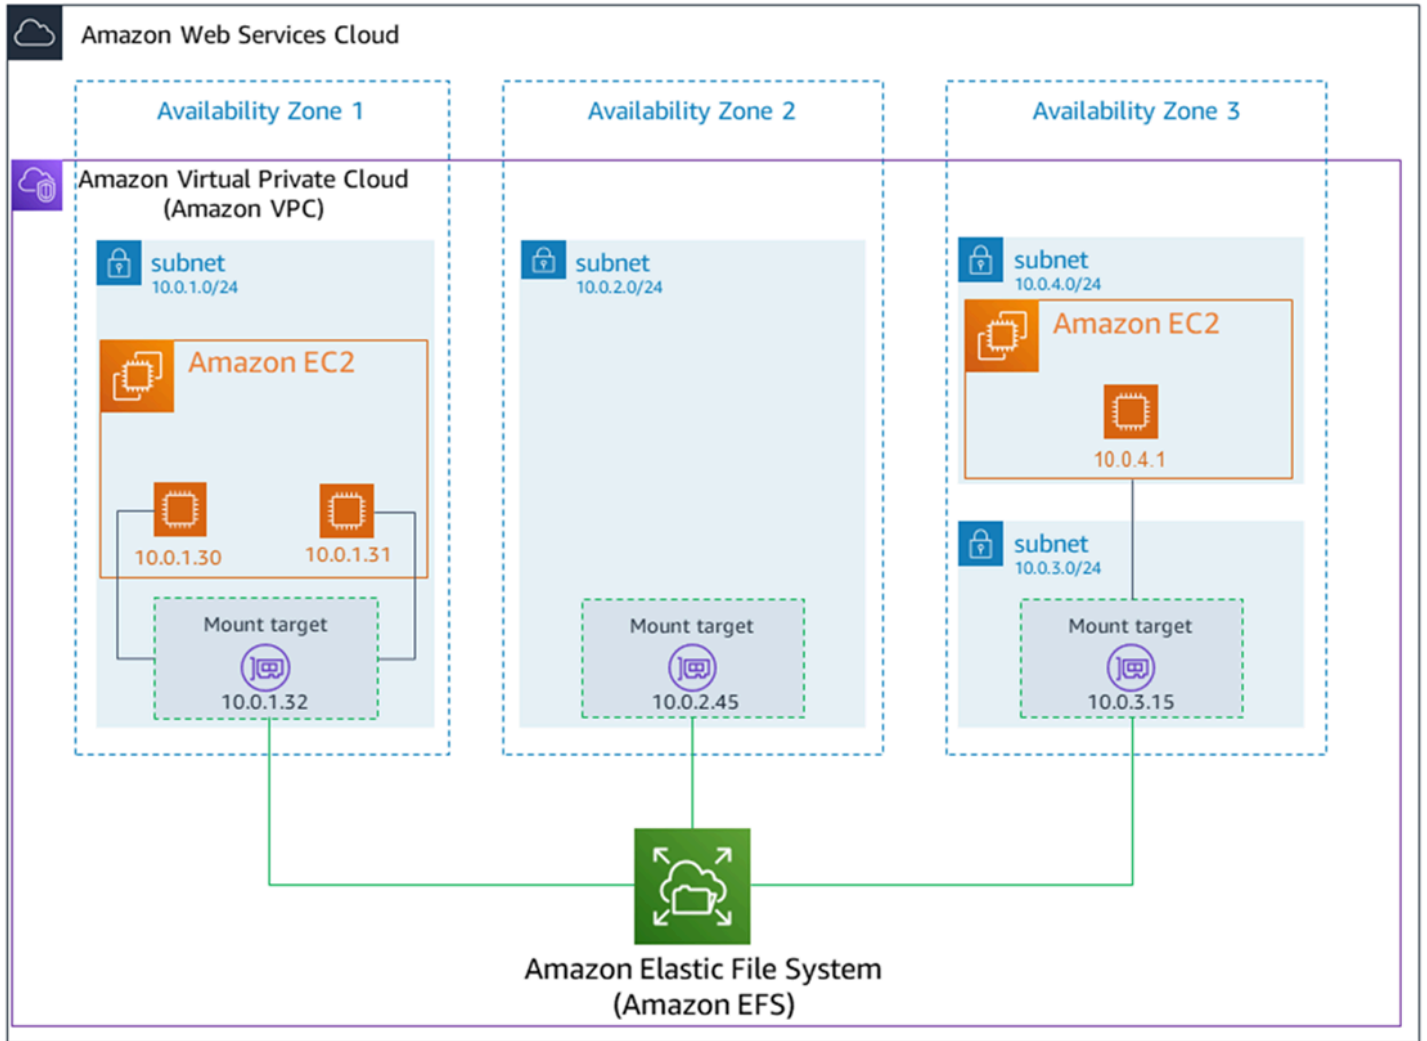 Amazon Web Services Cloud
Availability Zone 1
Availability Zone 2
Availability Zone 3
Amazon Virtual Private Cloud
(Amazon VPC)
subnet
10.0.1.0/24
Amazon EC2
10.0.1.30
10.0.1.31
Mount target
10.0.1.32
subnet
10.0.2.0/24
Mount target
10.0.2.45
subnet
10.0.4.0/24
Amazon EC2
10.0.4.1
subnet
10.0.3.0/24
Mount target
10.0.3.15
Amazon Elastic File System
(Amazon EFS)